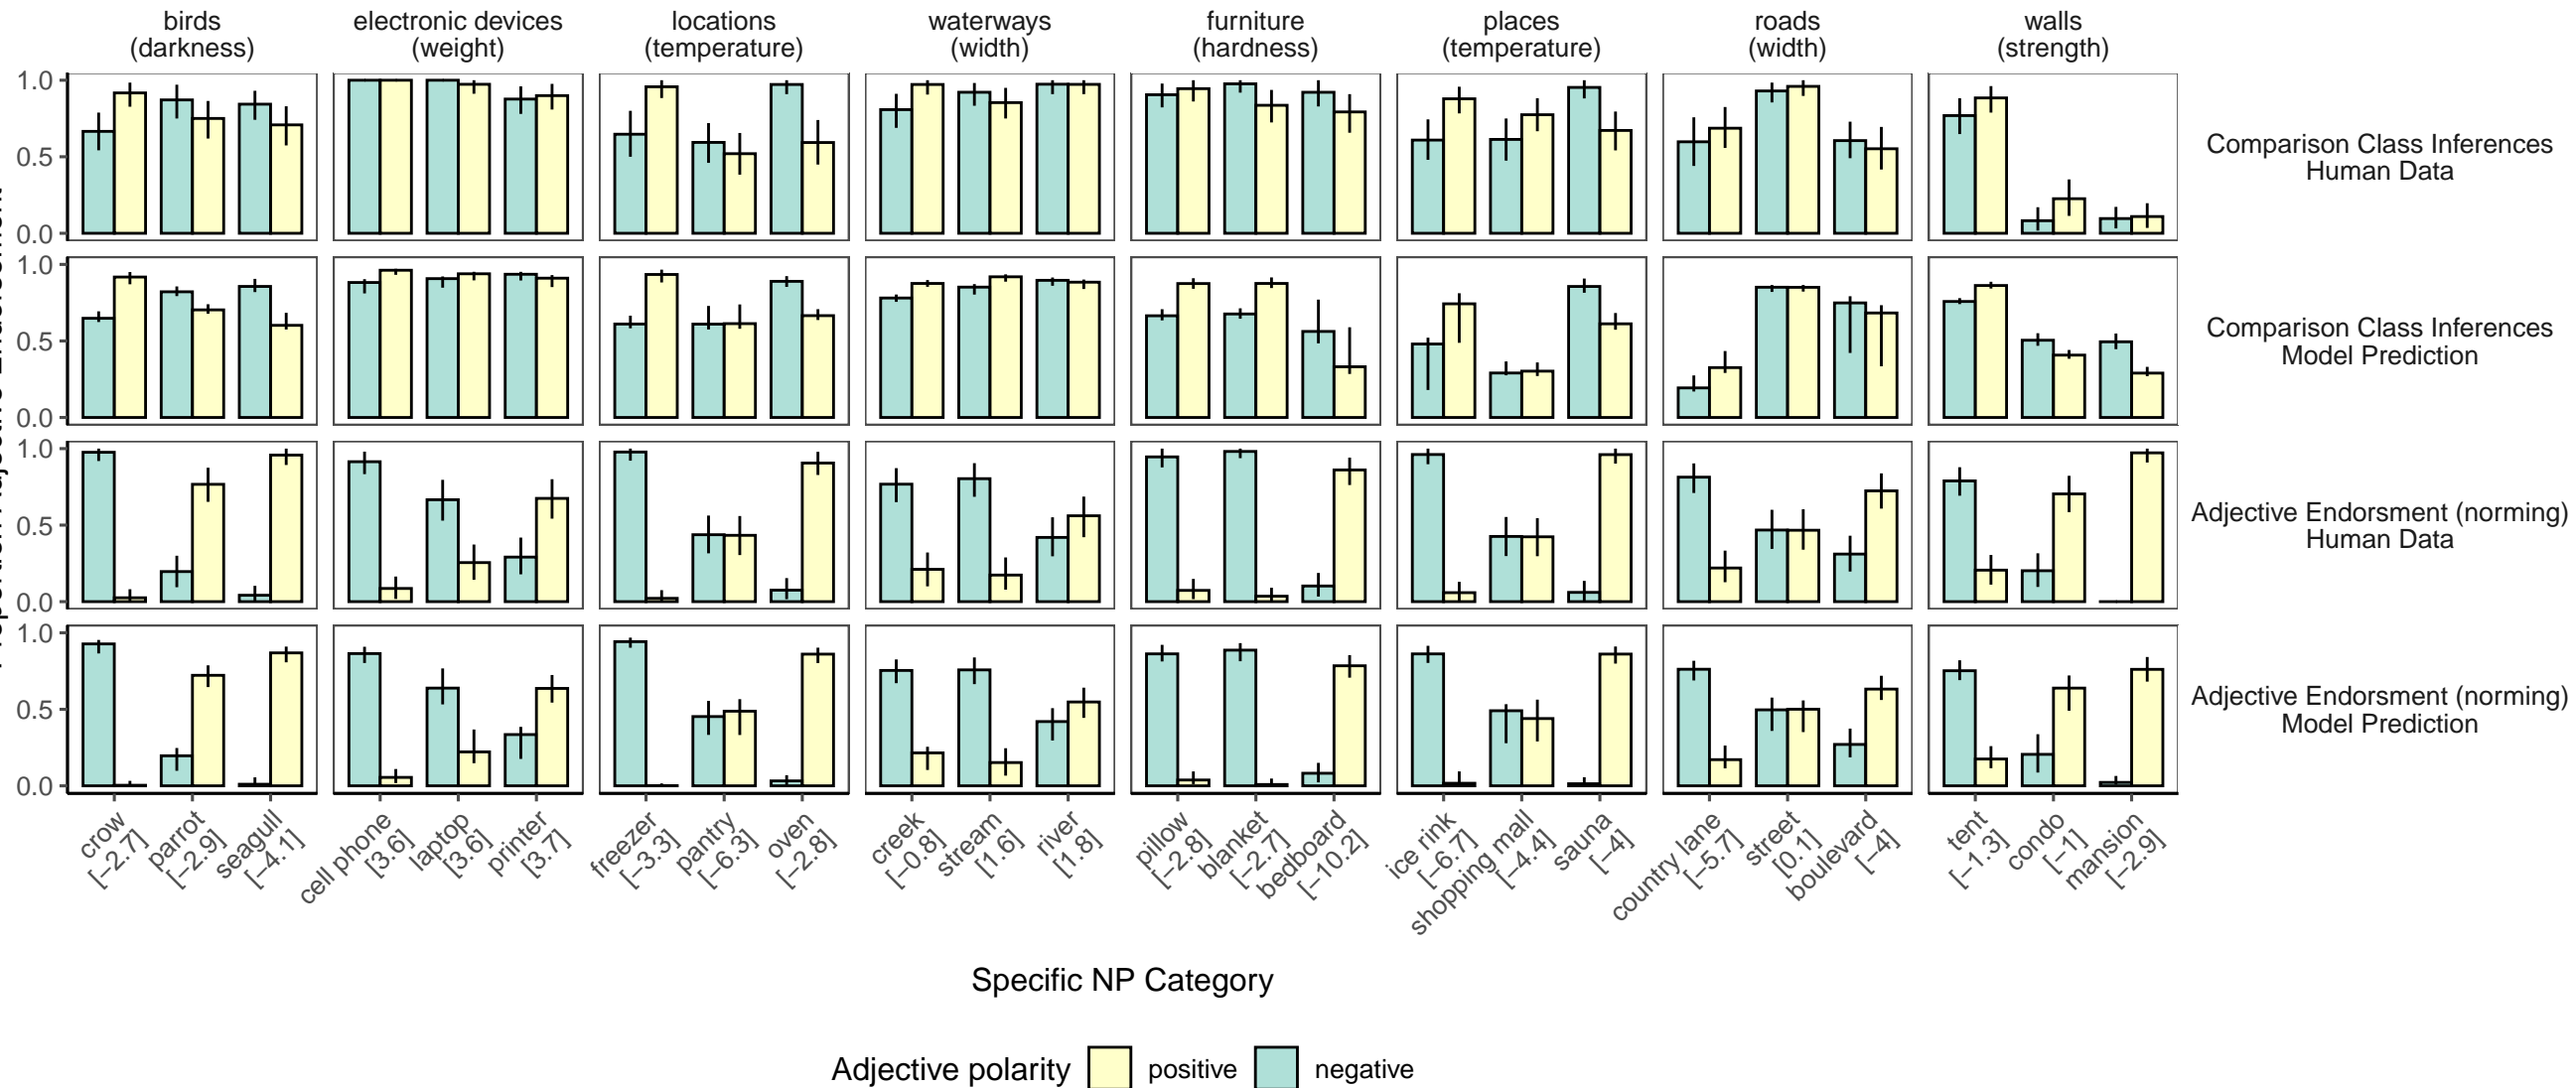 birds
(darkness)
electronic devices
(weight)
locations
(temperature)
waterways
(width)
furniture
(hardness)
places
(temperature)
roads
(width)
walls
(strength)
1.0
0.5
0.0
Comparison Class Inferences
Human Data
1.0
0.5
0.0
Comparison Class Inferences
Model Prediction
1.0
0.5
0.0
Adjective Endorsment (norming)
Human Data
1.0
0.5
0.0
Adjective Endorsment (norming)
Model Prediction
crow
[−2.7]
parrot
[−2.9]
seagull
[−4.1]
cell phone
[3.6]
laptop
[3.6]
printer
[3.7]
freezer
[−3.3]
pantry
[−6.3]
oven
[−2.8]
creek
[−0.8]
stream
[1.6]
river
[1.8]
pillow
[−2.8]
blanket
[−2.7]
bedboard
[−10.2]
ice rink
[−6.7]
shopping mall
[−4.4]
sauna
[−4]
country lane
[−5.7]
street
[0.1]
boulevard
[−4]
tent
[−1.3]
condo
[−1]
mansion
[−2.9]
Specific NP Category
Adjective polarity positive negative